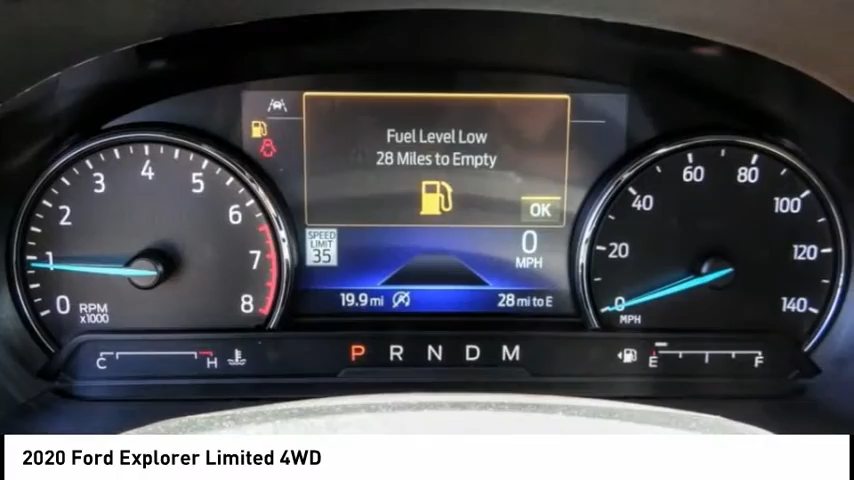 Fuel Level Low
28 Miles to Empty
OK
SPEED
LIMIT
35
0
MPH
19.9 mi
28 mi to E
0 1 2 3 4 5 6 7 8
RPM
x1000
0 20 40 60 80 100 120 140
MPH
C H
P R N D M
E F
2020 Ford Explorer Limited 4WD